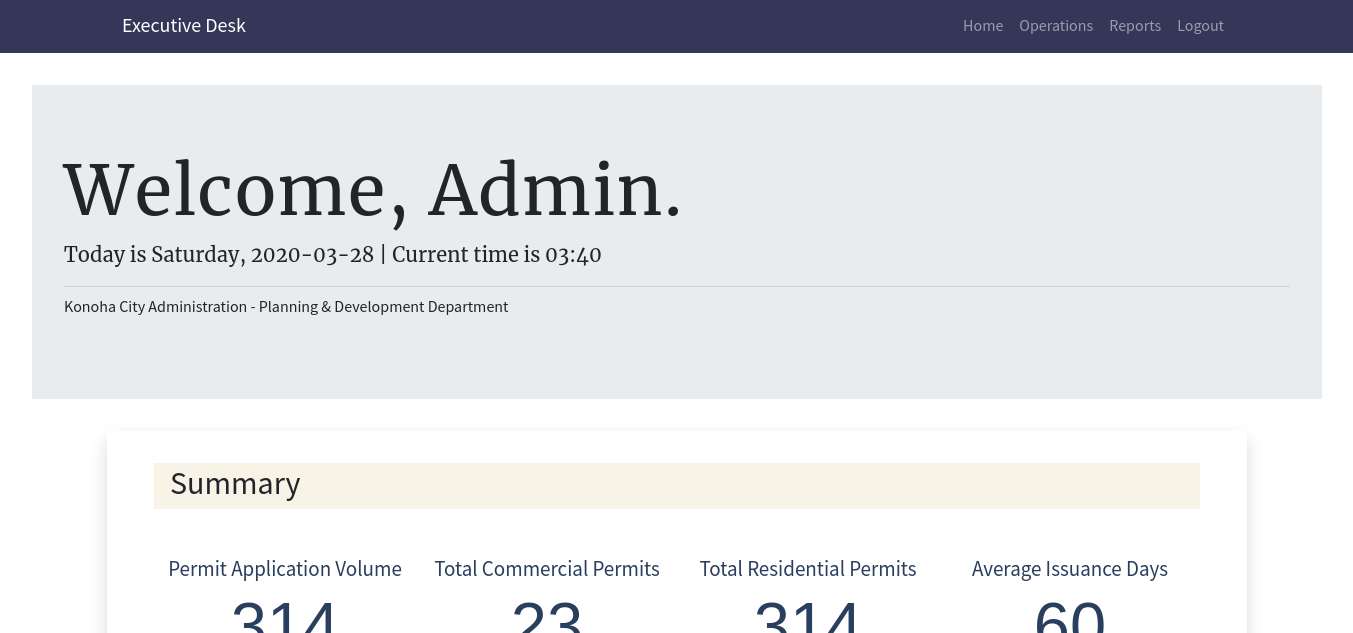 Executive Desk
Home Operations Reports Logout
Welcome, Admin.
Today is Saturday, 2020-03-28 | Current time is 03:40
Konoha City Administration - Planning & Development Department
Summary
Permit Application Volume Total Commercial Permits Total Residential Permits Average Issuance Days
314 23 314 60